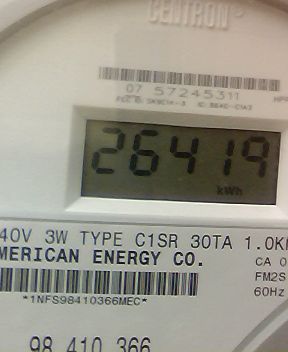 CENTRON®
07 57245311
26419
kWh
40V 3W TYPE C1SR 30TA 1.0K
MERICAN ENERGY CO.
CA 0
FM2S
60Hz
*1NFS98410366MEC*
98 410 366